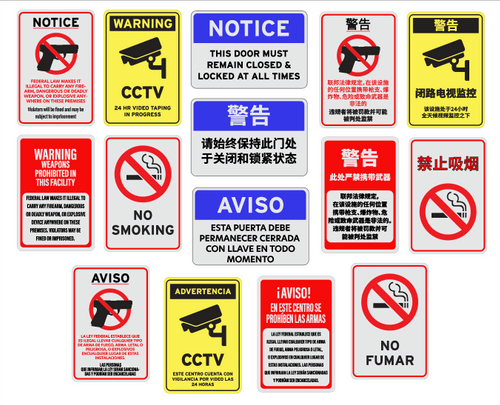 NOTICE
FEDERAL LAW MAKES IT
ILLEGAL TO CARRY ANY FIRE-
ARM, DANGEROUS OR DEADLY
WEAPON, OR EXPLOSIVE ANY
WHERE ON THESE PREMISES
Violators will be fined and may be
subject to imprisonment
WARNING
CCTV
24 HR VIDEO TAPING
IN PROGRESS
NOTICE
THIS DOOR MUST
REMAIN CLOSED &
LOCKED AT ALL TIMES
警告
联邦法律规定,在该设施
的任何位置携带枪支,爆
炸物,危险或致命武器是
非法的
违规者将被罚款并可能
被判处监禁
警告
闭路电视监控
该设施处于24小时
全天候视频监控之下
WARNING
WEAPONS
PROHIBITED IN
THIS FACILITY
FEDERAL LAW MAKES IT ILLEGAL TO
CARRY ANY FIREARM, DANGEROUS
OR DEADLY WEAPON, OR EXPLOSIVE
DEVICE ANYWHERE ON THESE
PREMISES. VIOLATORS MAY BE
FINED OR IMPRISONED.
NO
SMOKING
警告
请始终保持此门处
于关闭和锁紧状态
警告
此处严禁携带武器
联邦法律规定,
在该设施的任何位置
携带枪支、爆炸物、危
险或致命武器是非法的。
违规者将被罚款并可
能被判处监禁
禁止吸烟
AVISO
ESTA PUERTA DEBE
PERMANECER CERRADA
CON LLAVE EN TODO
MOMENTO
AVISO
LA LEY FEDERAL ESTABLECE QUE
ES ILEGAL LLEVAR CUALQUIER TIPO
DE ARMA DE FUEGO, ARMA LETAL O
PELIGROSA, O EXPLOSIVOS
ENCUALQUIER LUGAR DE ESTAS
INSTALACIONES.
LAS PERSONAS
QUE INFRINJAN LA LEY SERÁN SANCIONA-
DAS Y PODRÍAN SER ENCARCELADAS
ADVERTENCIA
CCTV
ESTE CENTRO CUENTA CON
VIGILANCIA POR VIDEO LAS
24 HORAS
¡AVISO!
EN ESTE CENTRO SE
PROHÍBEN LAS ARMAS
LA LEY FEDERAL ESTABLECE QUE ES
ILEGAL LLEVAR CUALQUIER TIPO DE
ARMA DE FUEGO, ARMA PELIGROSA O LETAL,
O EXPLOSIVOS EN CUALQUIER LUGAR DE
ESTAS INSTALACIONES. LAS PERSONAS
QUE INFRINJAN LA LEY SERÁN SANCIONADAS
Y PODRÍAN SER ENCARCELADAS.
NO
FUMAR